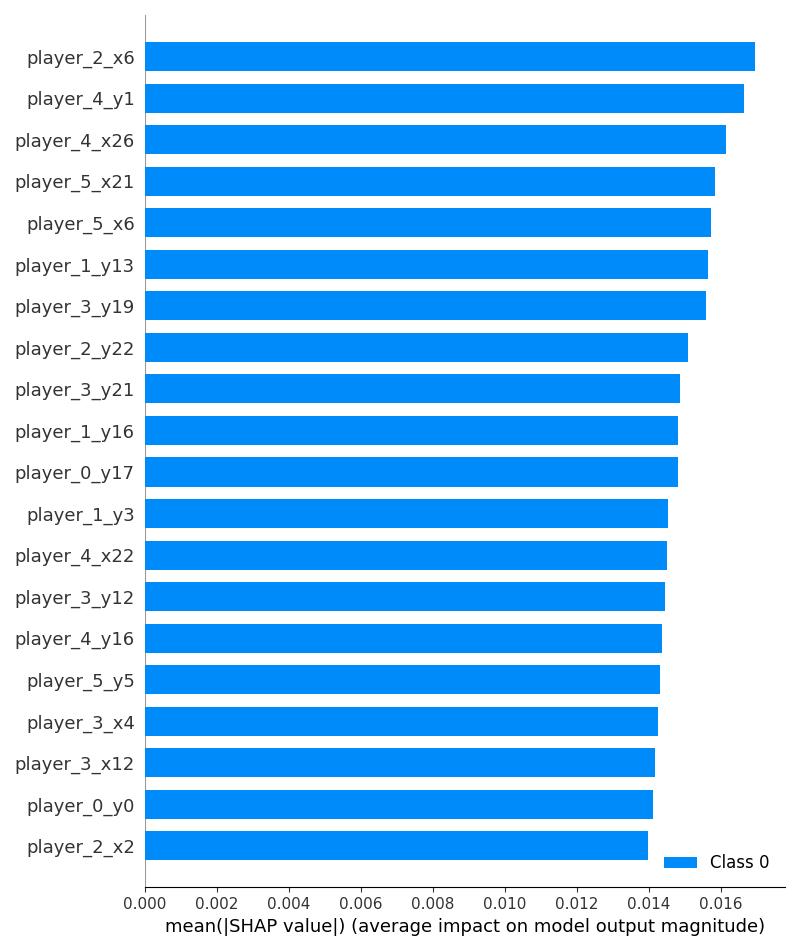 player_2_x6
player_4_y1
player_4_x26
player_5_x21
player_5_x6
player_1_y13
player_3_y19
player_2_y22
player_3_y21
player_1_y16
player_0_y17
player_1_y3
player_4_x22
player_3_y12
player_4_y16
player_5_y5
player_3_x4
player_3_x12
player_0_y0
player_2_x2
Class 0
0.000 0.002 0.004 0.006 0.008 0.010 0.012 0.014 0.016
mean(|SHAP value|) (average impact on model output magnitude)